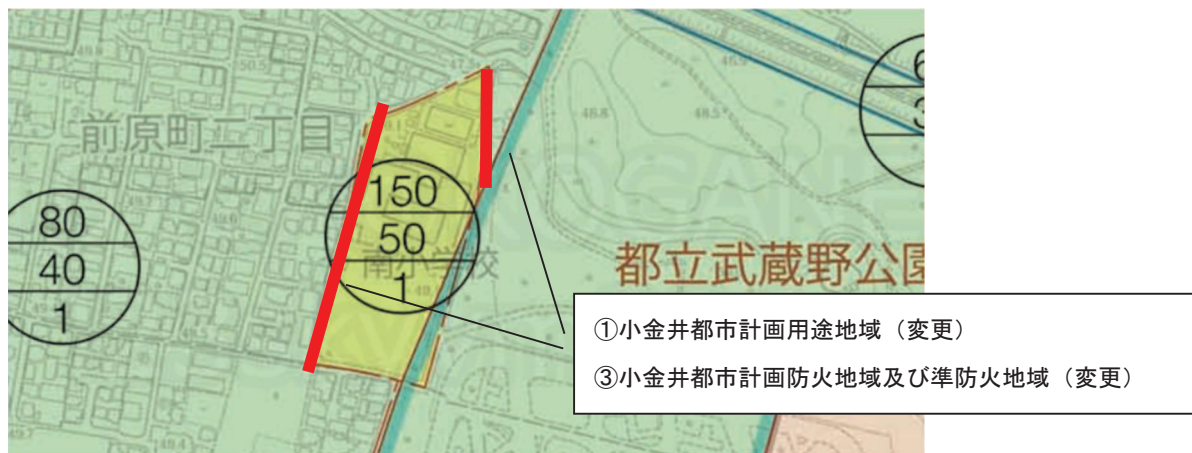 前原町二丁目
80
40
1
150
50
1
南小学校
都立武蔵野公園
①小金井都市計画用途地域（変更）
③小金井都市計画防火地域及び準防火地域（変更）